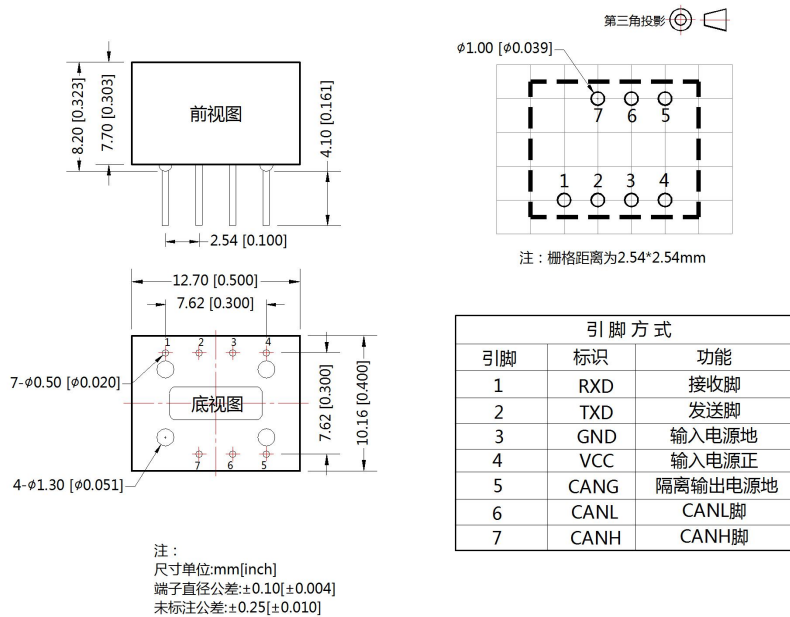 第三角投影
8.20 [0.323]
7.70 [0.303]
前视图
4.10 [0.161]
2.54 [0.100]
ø1.00 [ø0.039]
7 6 5
1 2 3 4
注：栅格距离为2.54*2.54mm
12.70 [0.500]
7.62 [0.300]
1 2 3 4
7-ø0.50 [ø0.020]
底视图
7.62 [0.300]
10.16 [0.400]
7 6 5
4-ø1.30 [ø0.051]
注：
尺寸单位:mm[inch]
端子直径公差:±0.10[±0.004]
未标注公差:±0.25[±0.010]
引脚方式
引脚 标识 功能
1 RXD 接收脚
2 TXD 发送脚
3 GND 输入电源地
4 VCC 输入电源正
5 CANG 隔离输出电源地
6 CANL CANL脚
7 CANH CANH脚